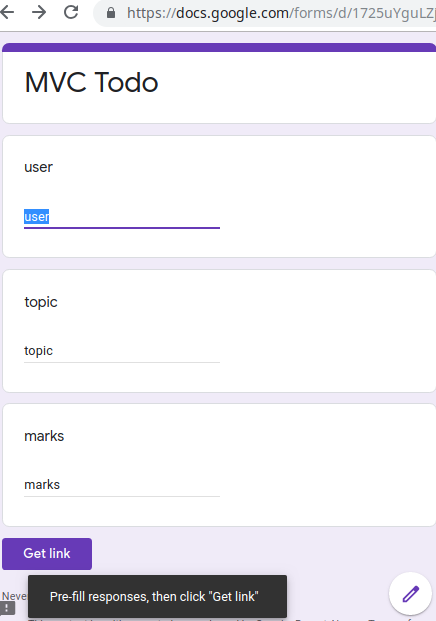 https://docs.google.com/forms/d/1725uYguLZ
MVC Todo
user
user
topic
topic
marks
marks
Get link
Neve
Pre-fill responses, then click "Get link"